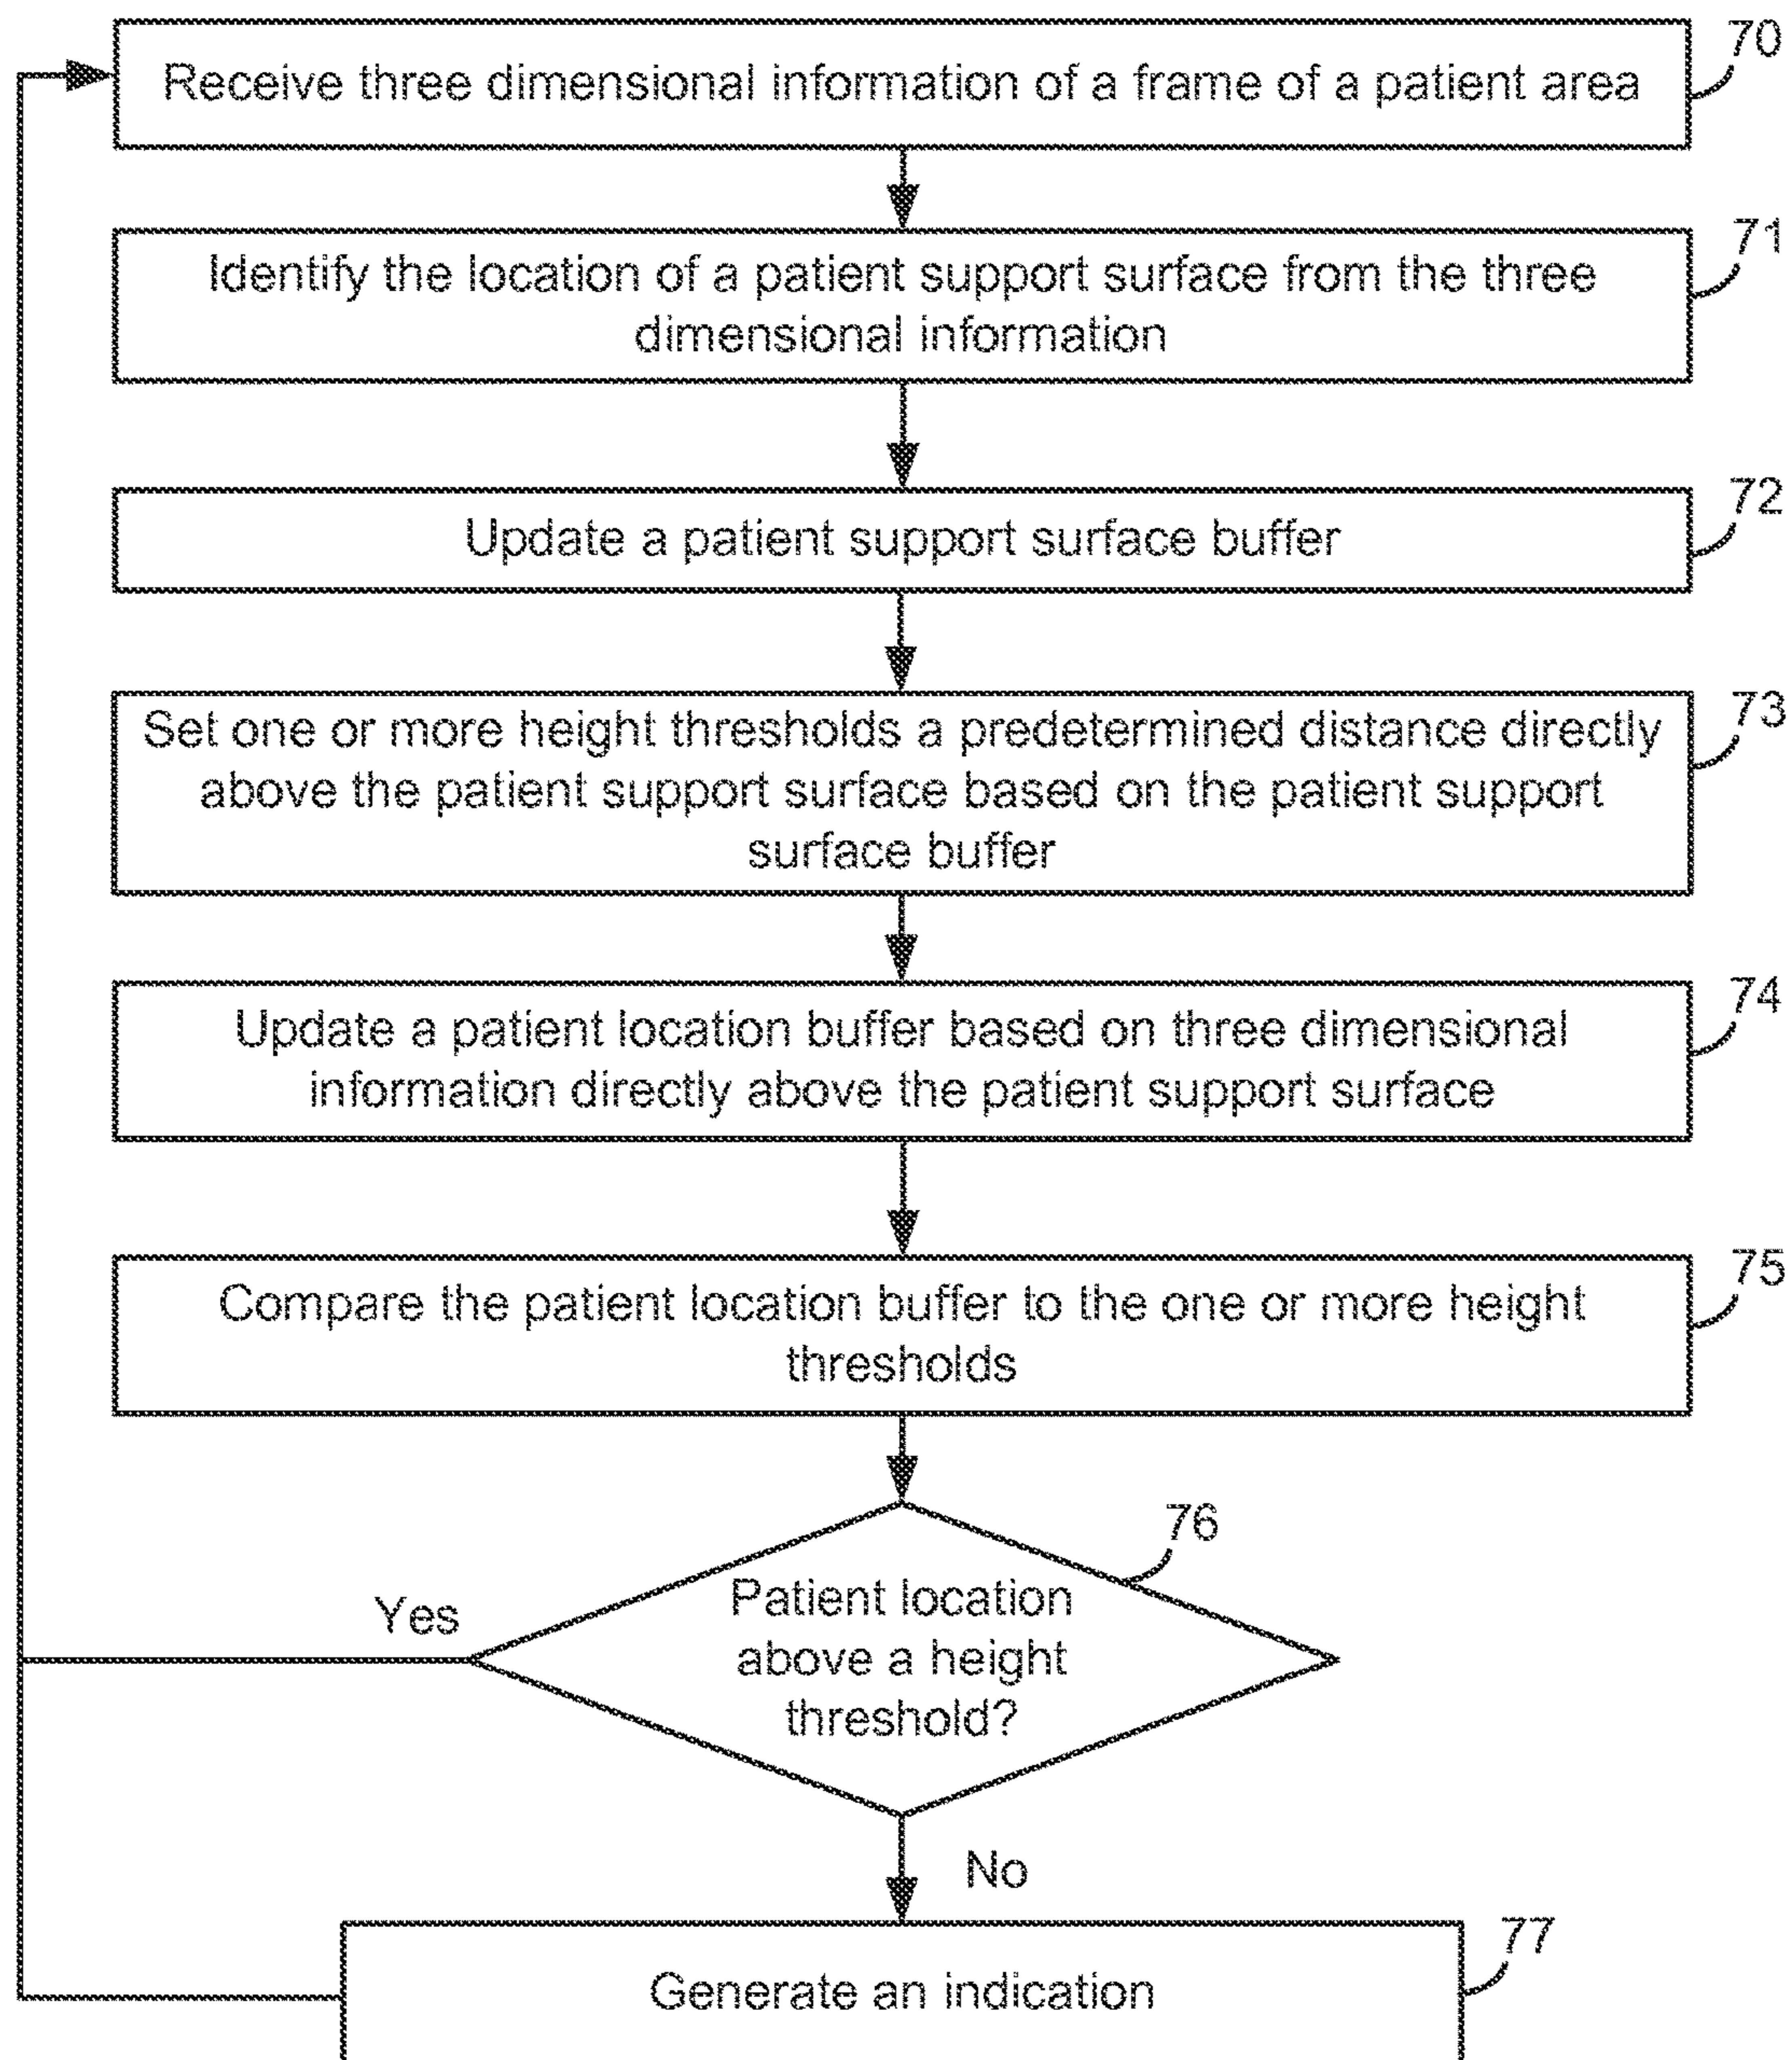 Receive three dimensional information of a frame of a patient area
70
Identify the location of a patient support surface from the three
dimensional information
71
Update a patient support surface buffer
72
Set one or more height thresholds a predetermined distance directly
above the patient support surface based on the patient support
surface buffer
73
Update a patient location buffer based on three dimensional
information directly above the patient support surface
74
Compare the patient location buffer to the one or more height
thresholds
75
76
Patient location
above a height
threshold?
Yes
No
Generate an indication
77